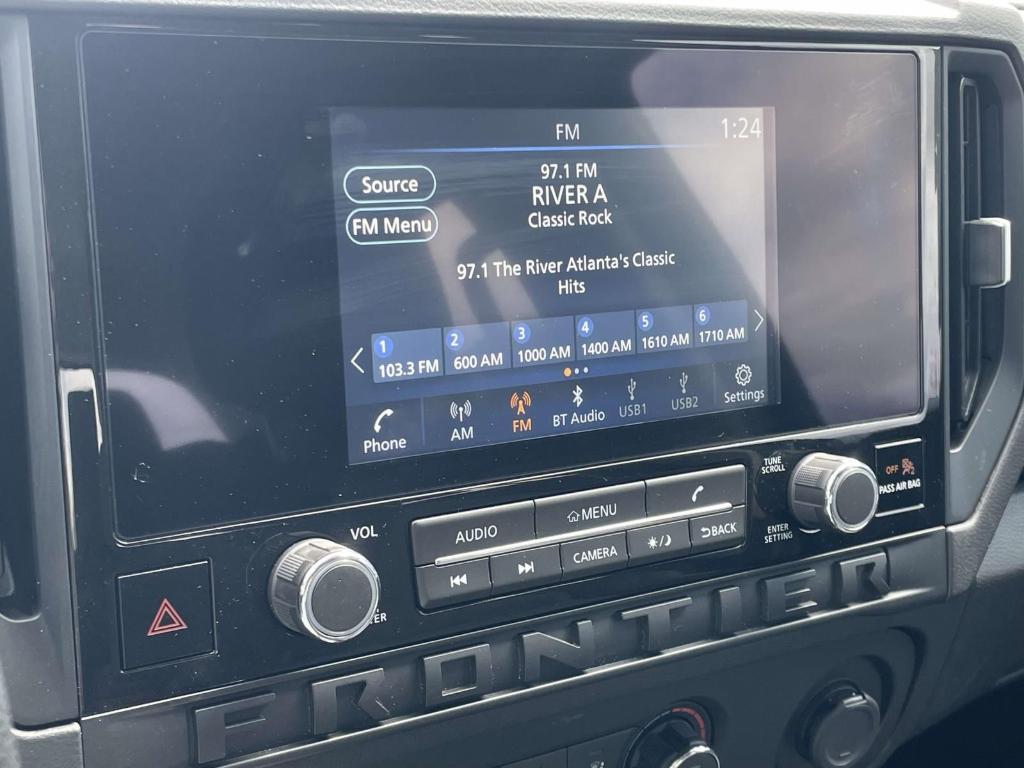 FM
1:24
Source
97.1 FM
RIVER A
FM Menu
Classic Rock
97.1 The River Atlanta's Classic
Hits
1 2 3 4 5 6
103.3 FM 600 AM 1000 AM 1400 AM 1610 AM 1710 AM
Phone AM FM BT Audio USB1 USB2 Settings
VOL
AUDIO
MENU
CAMERA
BACK
TUNE
SCROLL
ENTER
SETTING
OFF
PASS AIR BAG
FRONTIER